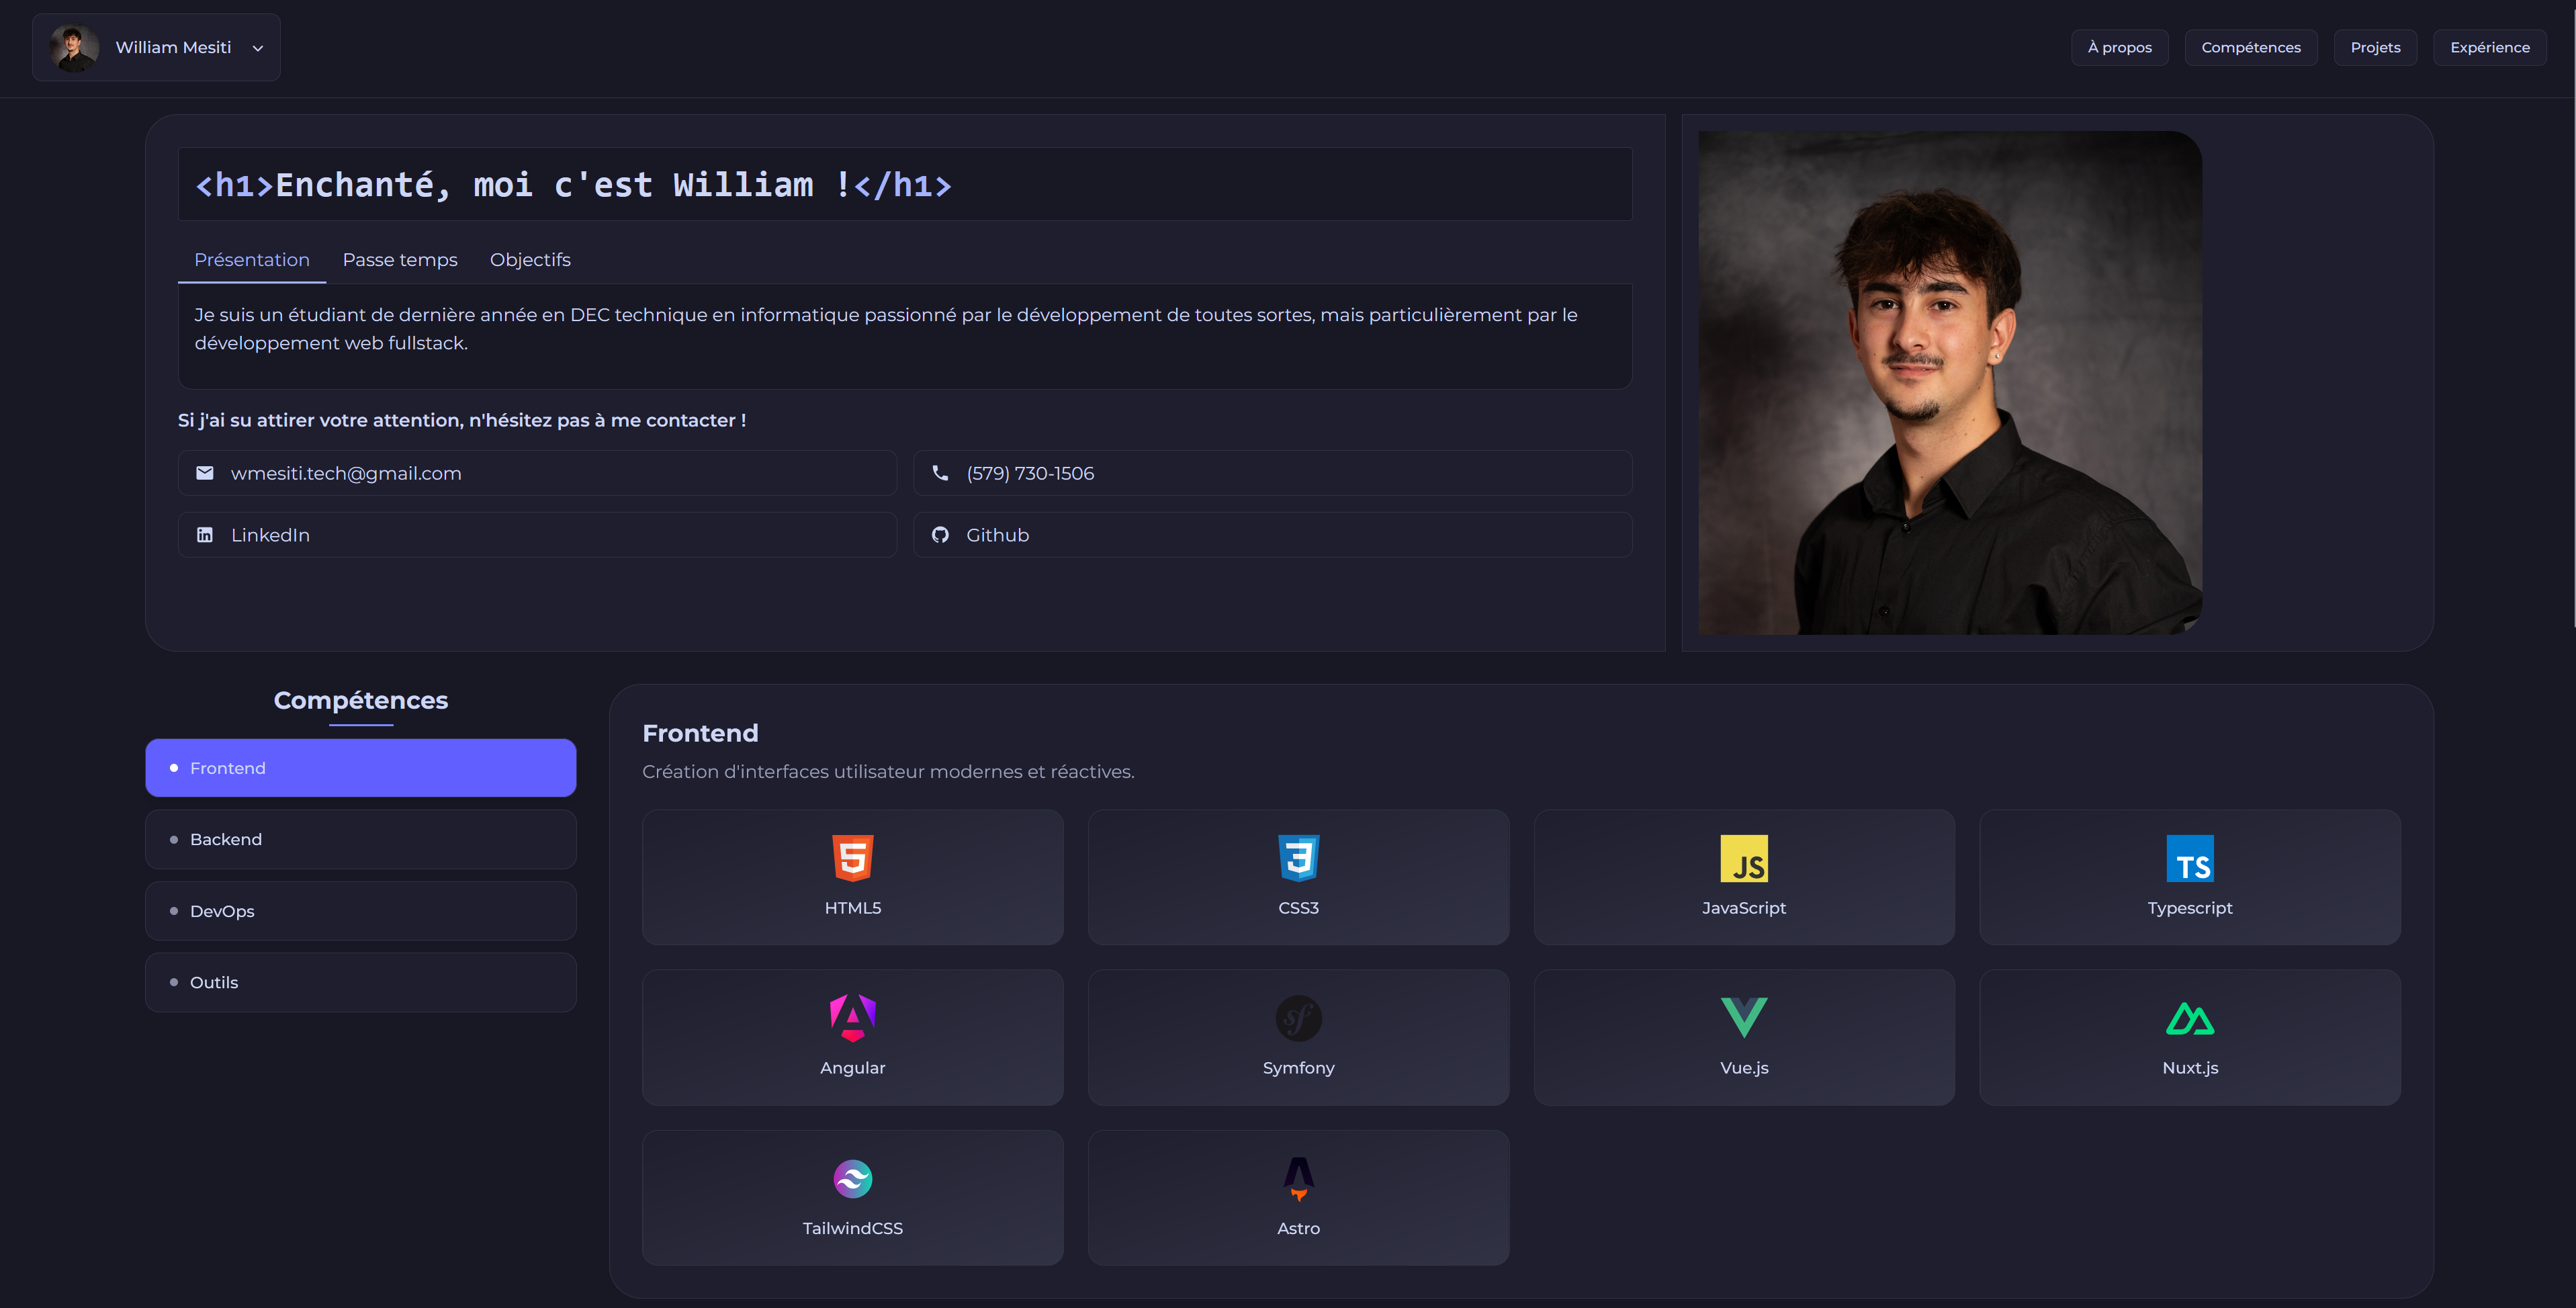 William Mesiti
À propos
Compétences
Projets
Expérience
<h1>Enchanté, moi c'est William !</h1>
Présentation
Passe temps
Objectifs
Je suis un étudiant de dernière année en DEC technique en informatique passionné par le développement de toutes sortes, mais particulièrement par le
développement web fullstack.
Si j'ai su attirer votre attention, n'hésitez pas à me contacter !
wmesiti.tech@gmail.com
(579) 730-1506
LinkedIn
Github
Compétences
Frontend
Backend
DevOps
Outils
Frontend
Création d'interfaces utilisateur modernes et réactives.
5
HTML5
3
CSS3
JS
JavaScript
TS
Typescript
A
Angular
sf
Symfony
Vue.js
Nuxt.js
TailwindCSS
Astro